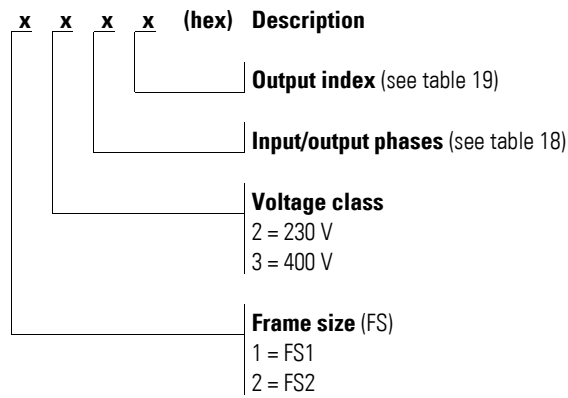 x x x x (hex) Description
Output index (see table 19)
Input/output phases (see table 18)
Voltage class
2 = 230 V
3 = 400 V
Frame size (FS)
1 = FS1
2 = FS2